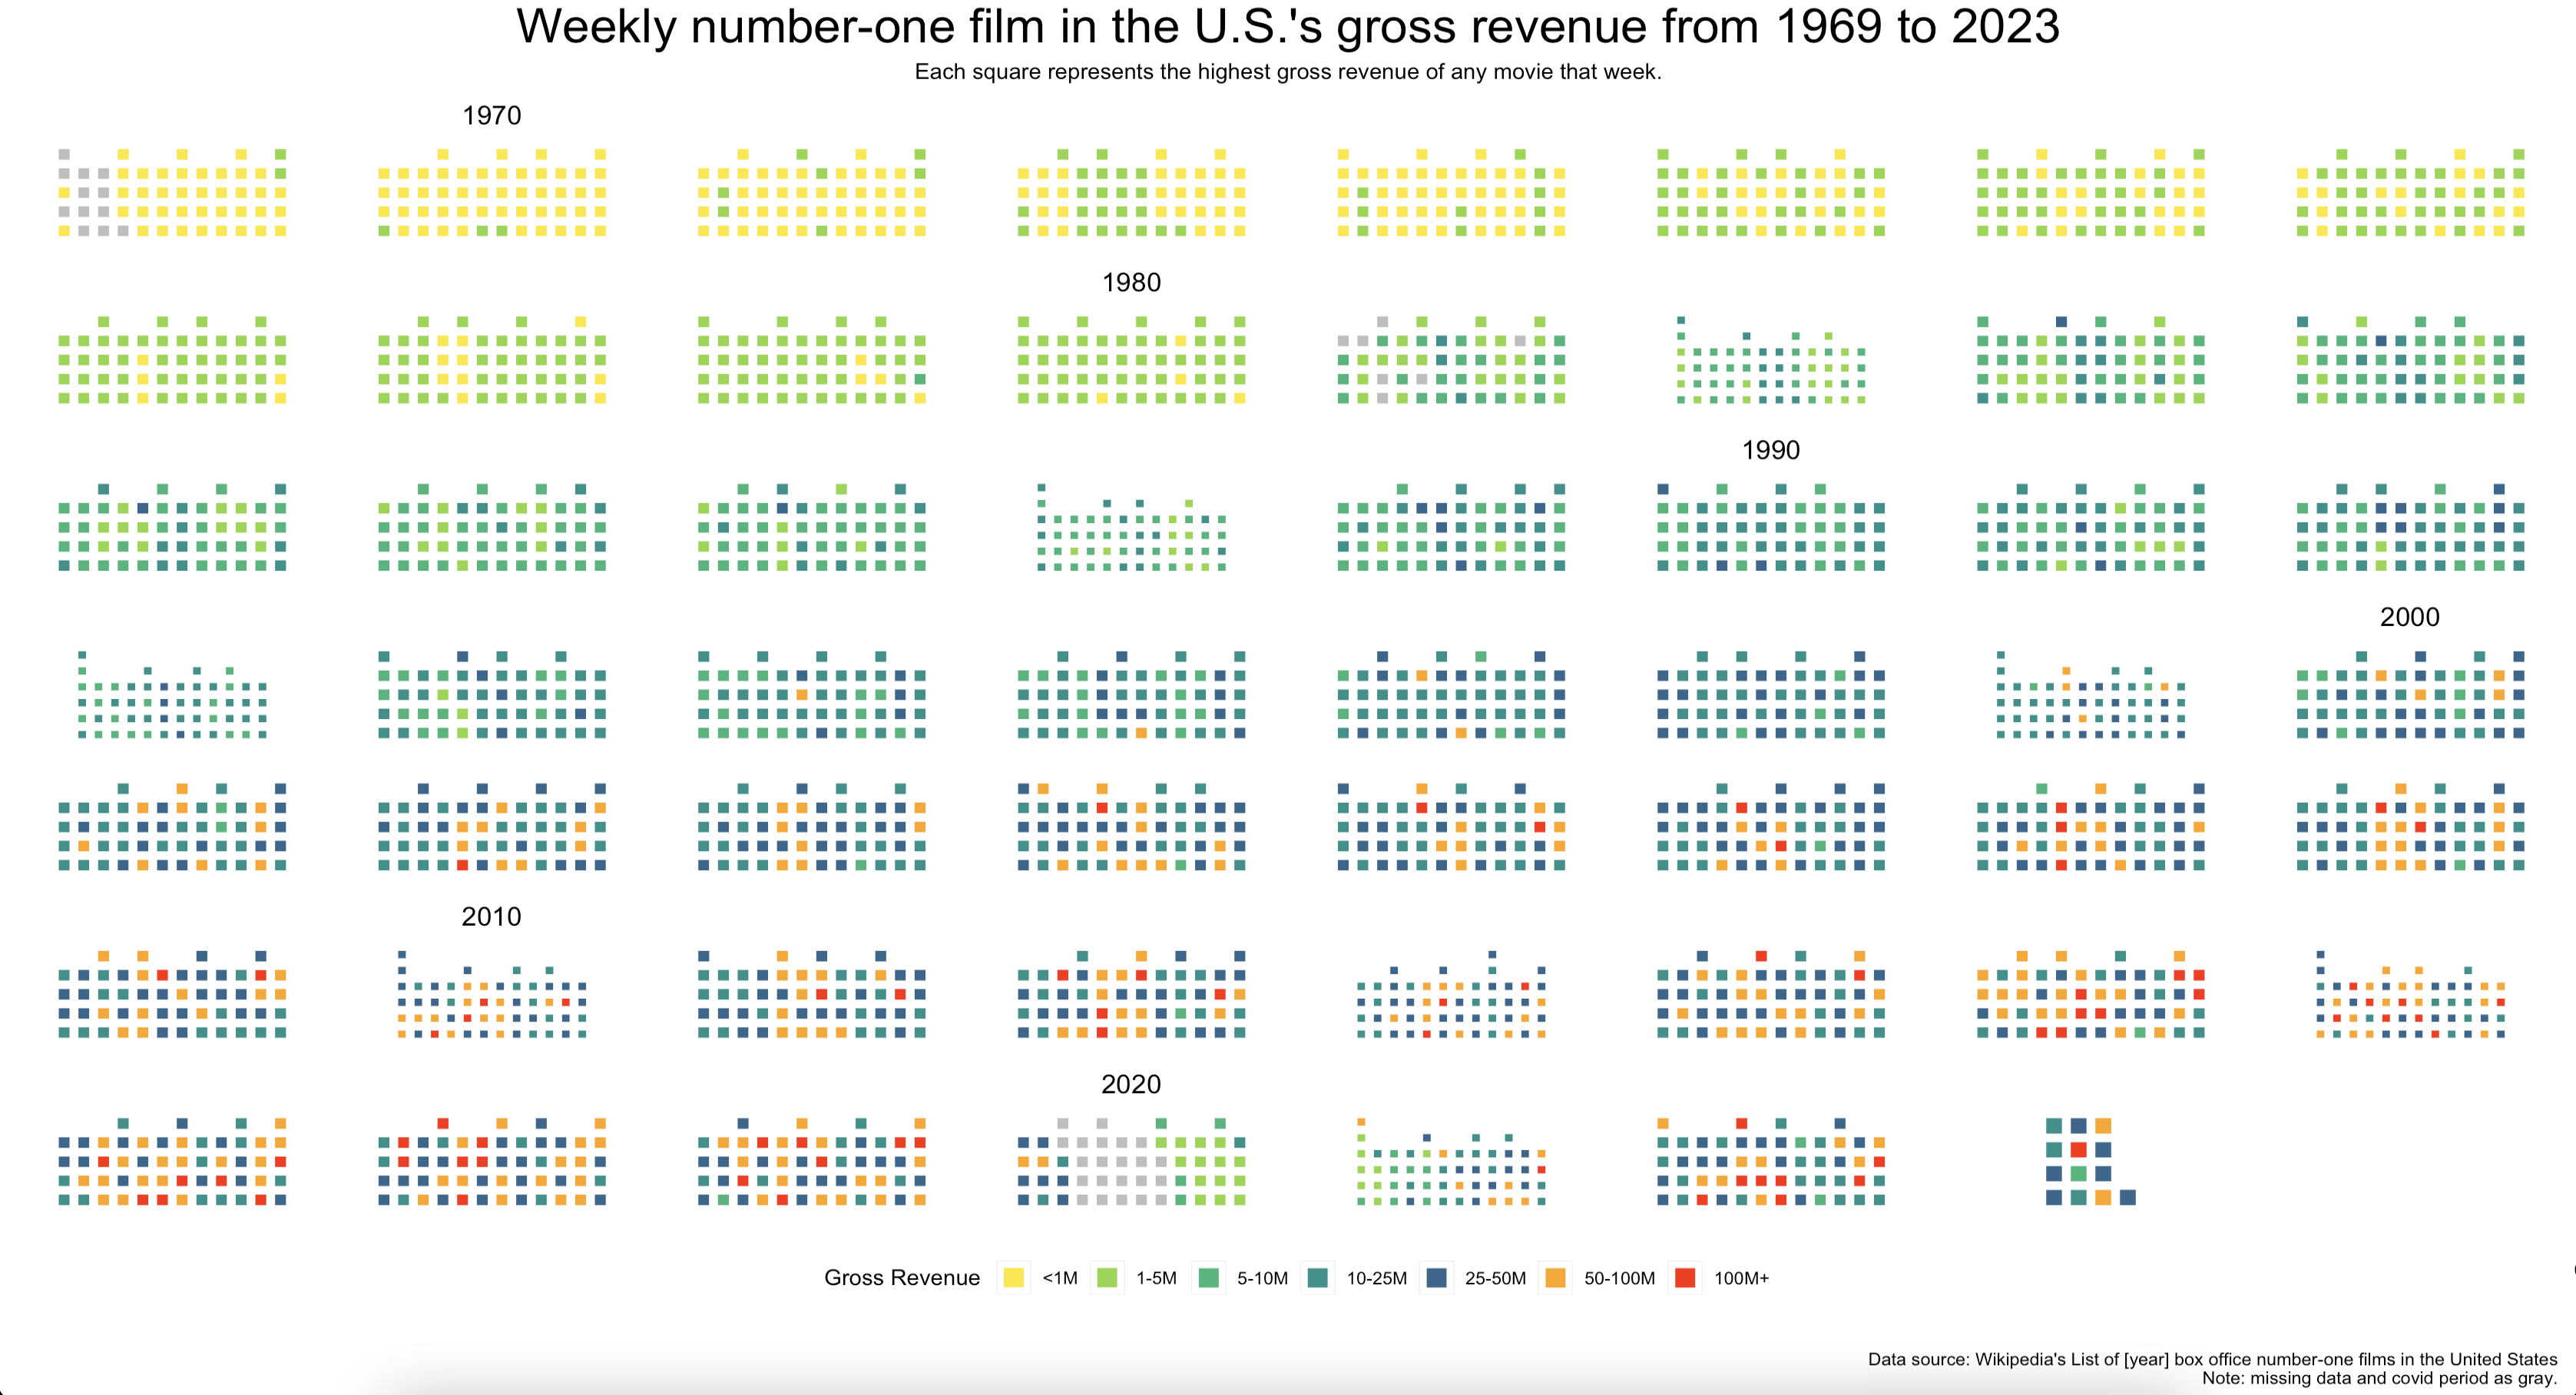 Weekly number-one film in the U.S.'s gross revenue from 1969 to 2023
Each square represents the highest gross revenue of any movie that week.
1970
1980
1990
2000
2010
2020
Gross Revenue <1M 1-5M 5-10M 10-25M 25-50M 50-100M 100M+
Data source: Wikipedia's List of [year] box office number-one films in the United States
Note: missing data and covid period as gray.